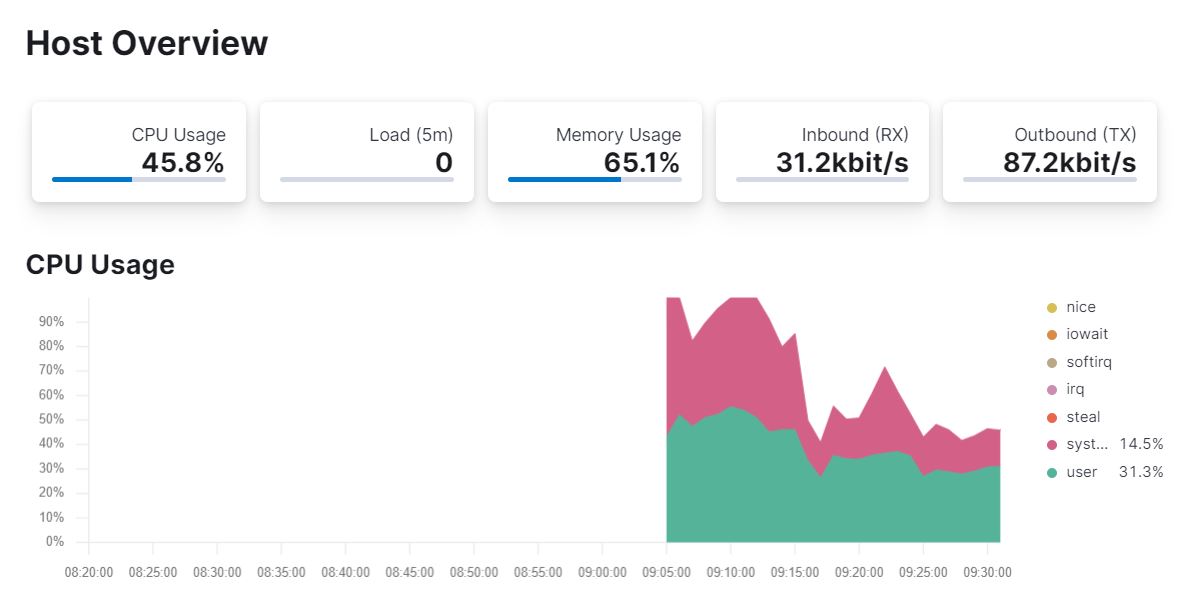 Host Overview
CPU Usage
45.8%
Load (5m)
0
Memory Usage
65.1%
Inbound (RX)
31.2kbit/s
Outbound (TX)
87.2kbit/s
CPU Usage
90%
80%
70%
60%
50%
40%
30%
20%
10%
0%
08:20:00 08:25:00 08:30:00 08:35:00 08:40:00 08:45:00 08:50:00 08:55:00 09:00:00 09:05:00 09:10:00 09:15:00 09:20:00 09:25:00 09:30:00
nice
iowait
softirq
irq
steal
syst... 14.5%
user 31.3%